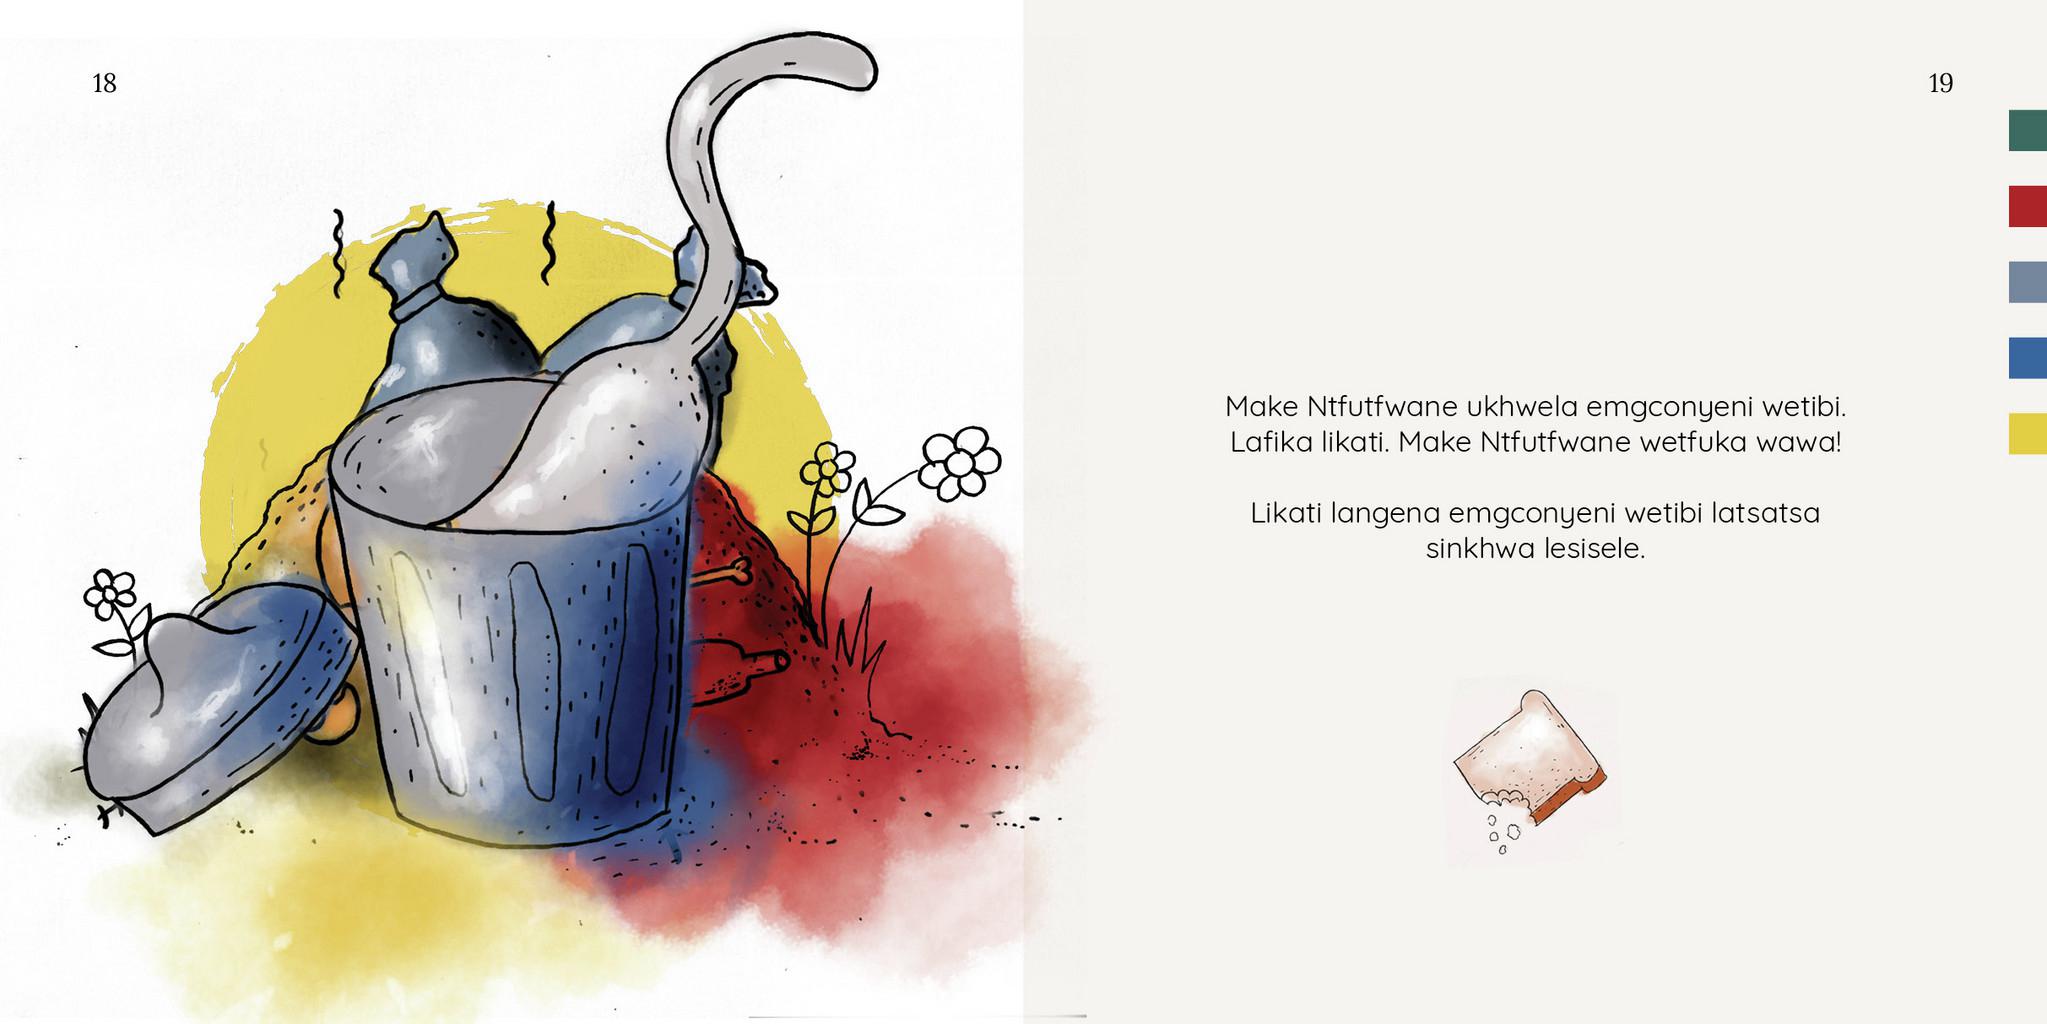 18
19
Make Ntfutfwane ukhwela emgconyeni wetibi.
Lafika likati. Make Ntfutfwane wetfuka wawa!
Likati langena emgconyeni wetibi latsatsa
sinkhwa lesisele.